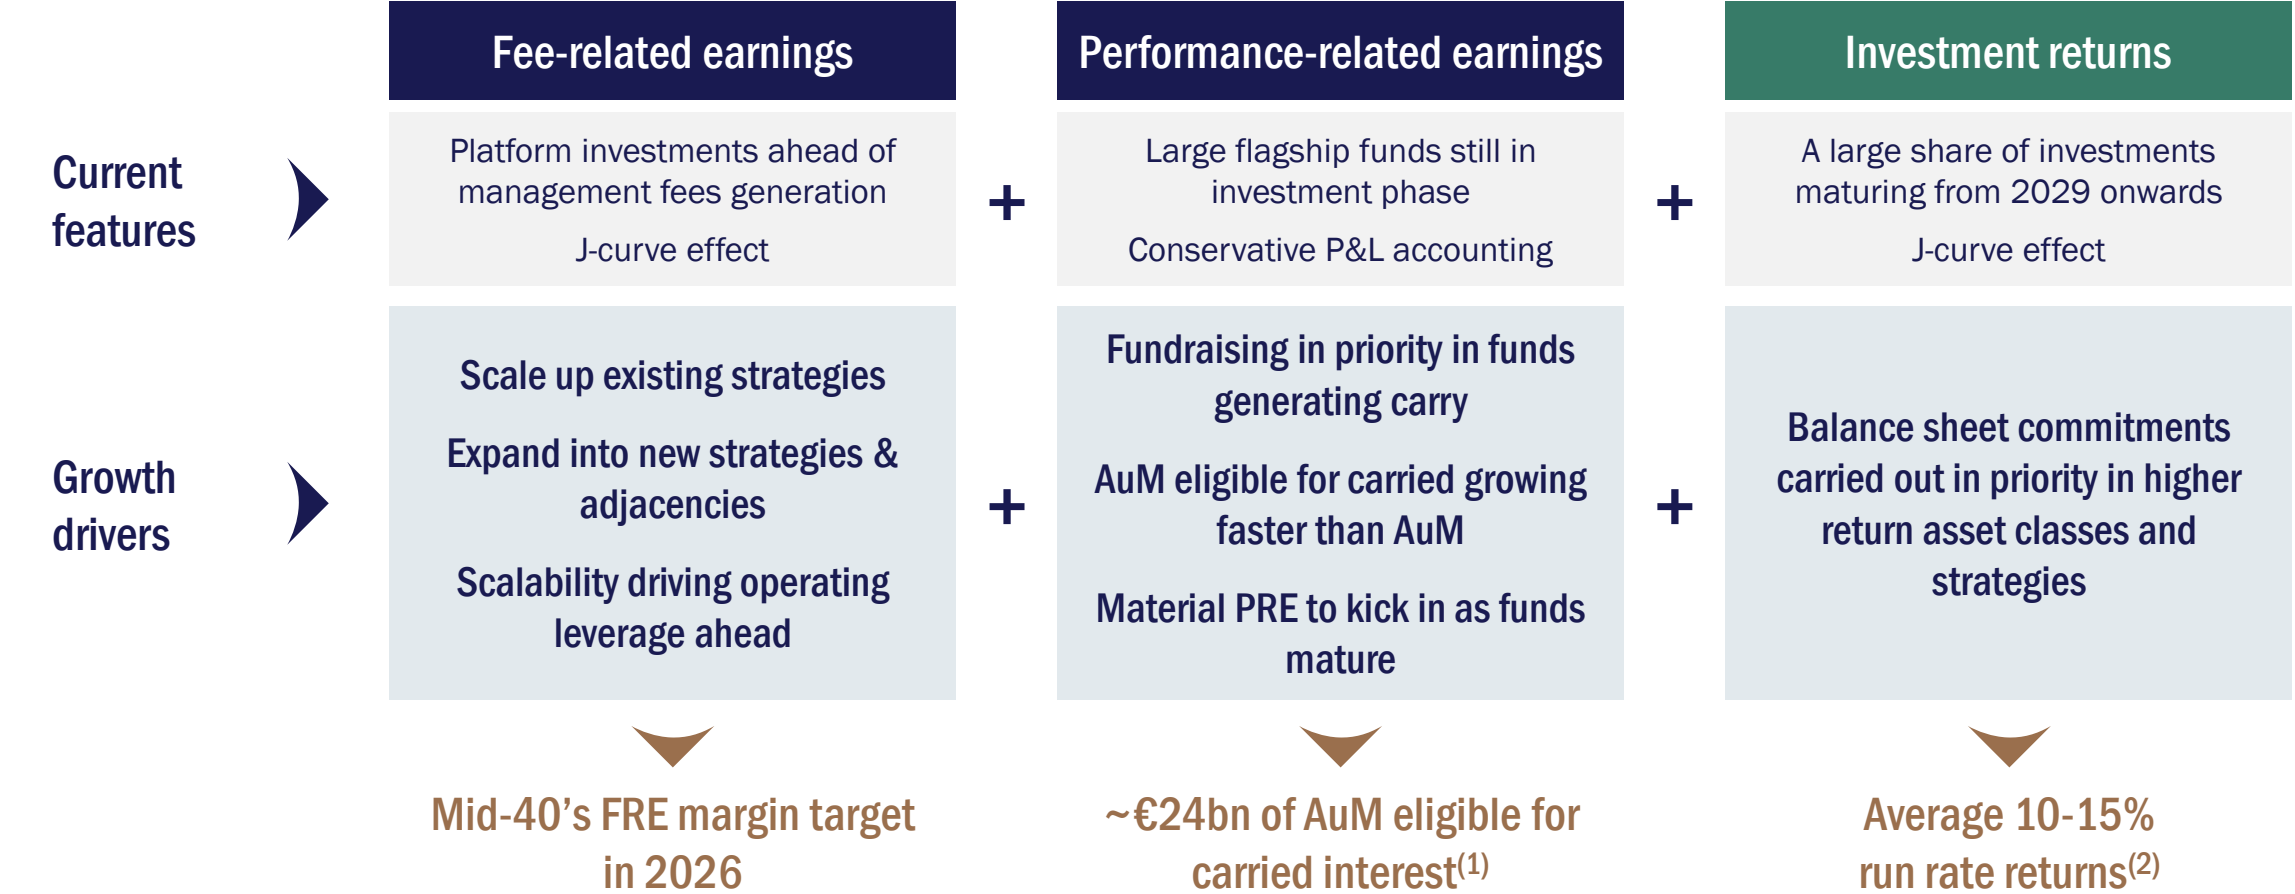 Fee-related earnings
Performance-related earnings
Investment returns
Current
features
Platform investments ahead of
management fees generation
J-curve effect
+
Large flagship funds still in
investment phase
Conservative P&L accounting
+
A large share of investments
maturing from 2029 onwards
J-curve effect
Growth
drivers
Scale up existing strategies
Expand into new strategies &
adjacencies
Scalability driving operating
leverage ahead
+
Fundraising in priority in funds
generating carry
AuM eligible for carried growing
faster than AuM
Material PRE to kick in as funds
mature
+
Balance sheet commitments
carried out in priority in higher
return asset classes and
strategies
Mid-40’s FRE margin target
in 2026
~€24bn of AuM eligible for
carried interest(1)
Average 10-15%
run rate returns(2)